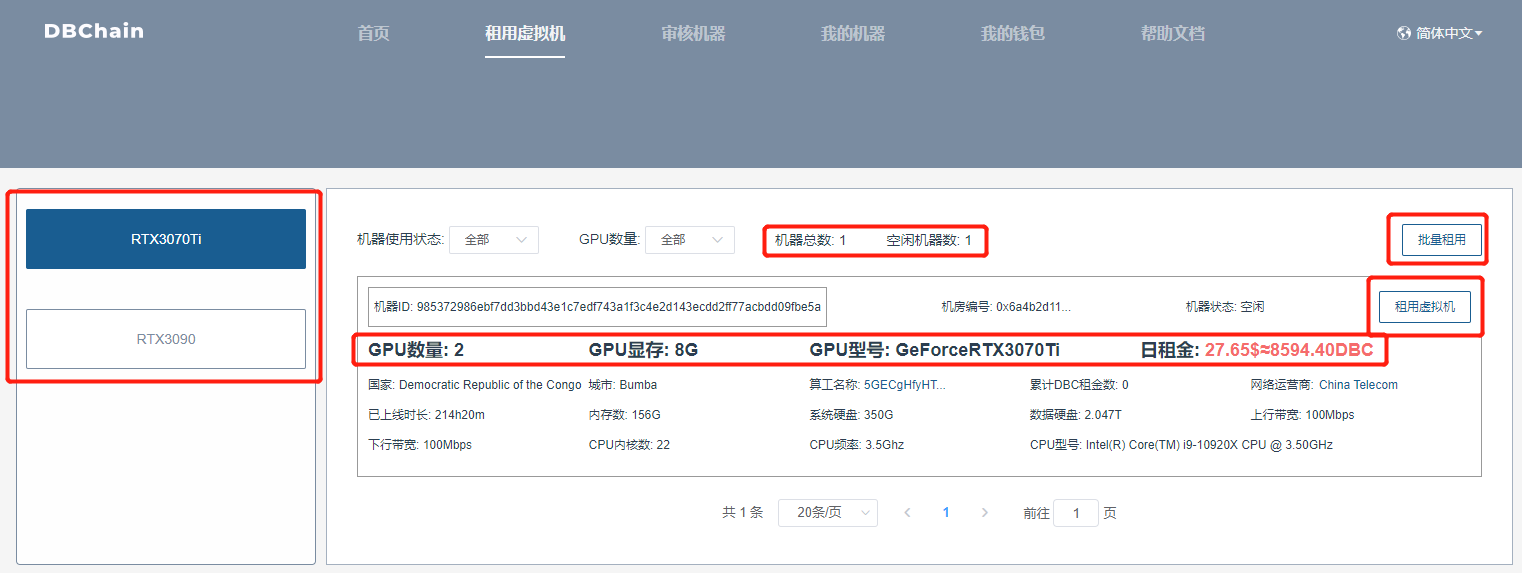 DBChain 首页 租用虚拟机 审核机器 我的机器 我的钱包 帮助文档 简体中文
RTX3070Ti
RTX3090
机器使用状态: 全部 GPU数量: 全部 机器总数: 1 空闲机器数: 1 批量租用
机器ID: 985372986ebf7dd3bbd43e1c7edf743a1f3c4e2d143ecdd2ff77acbdd09fbe5a 机房编号: 0x6a4b2d11... 机器状态: 空闲 租用虚拟机
GPU数量: 2 GPU显存: 8G GPU型号: GeForceRTX3070Ti 日租金: 27.65$≈8594.40DBC
国家: Democratic Republic of the Congo 城市: Bumba 算工名称: 5GECgHfyHT... 累计DBC租金数: 0 网络运营商: China Telecom
已上线时长: 214h20m 内存数: 156G 系统硬盘: 350G 数据硬盘: 2.047T 上行带宽: 100Mbps
下行带宽: 100Mbps CPU内核数: 22 CPU频率: 3.5Ghz CPU型号: Intel(R) Core(TM) i9-10920X CPU @ 3.50GHz
共 1 条 20条/页 1 前往 1 页